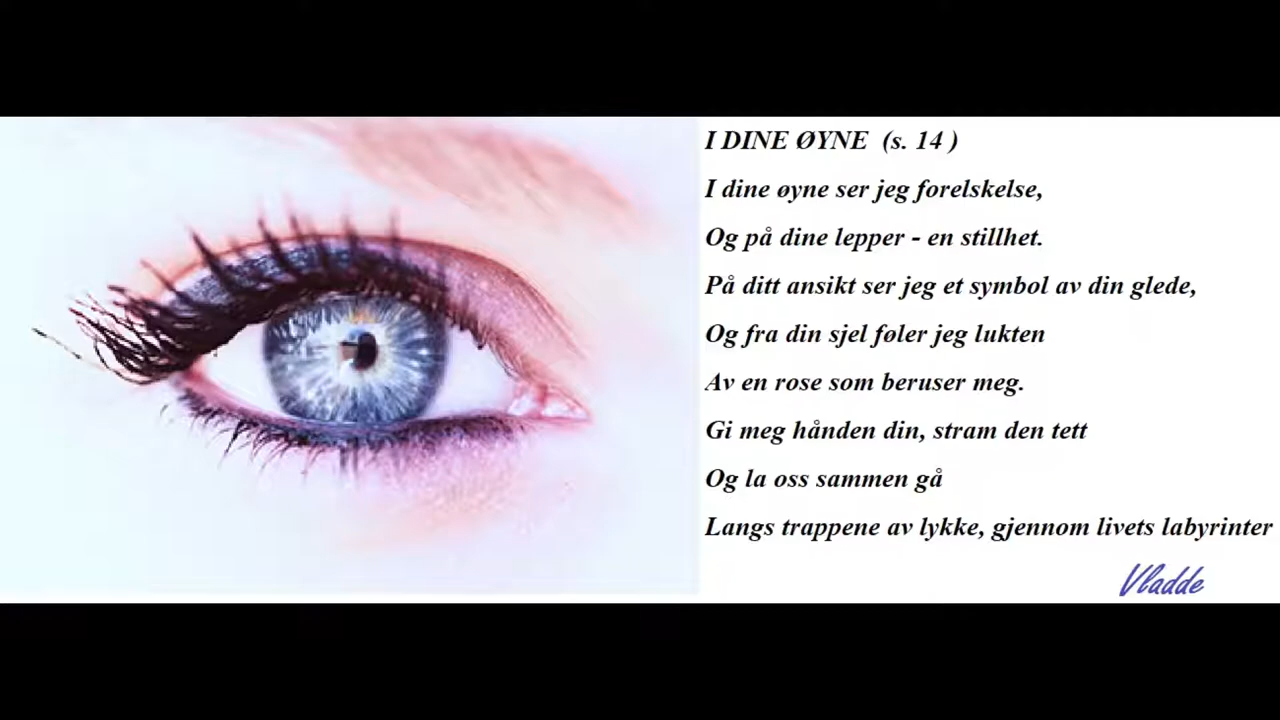 I DINE ØYNE (s. 14 )
I dine øyne ser jeg forelskelse,
Og på dine lepper - en stillhet.
På ditt ansikt ser jeg et symbol av din glede,
Og fra din sjel føler jeg lukten
Av en rose som beruser meg.
Gi meg hånden din, stram den tett
Og la oss sammen gå
Langs trappene av lykke, gjennom livets labyrinter
Vladde